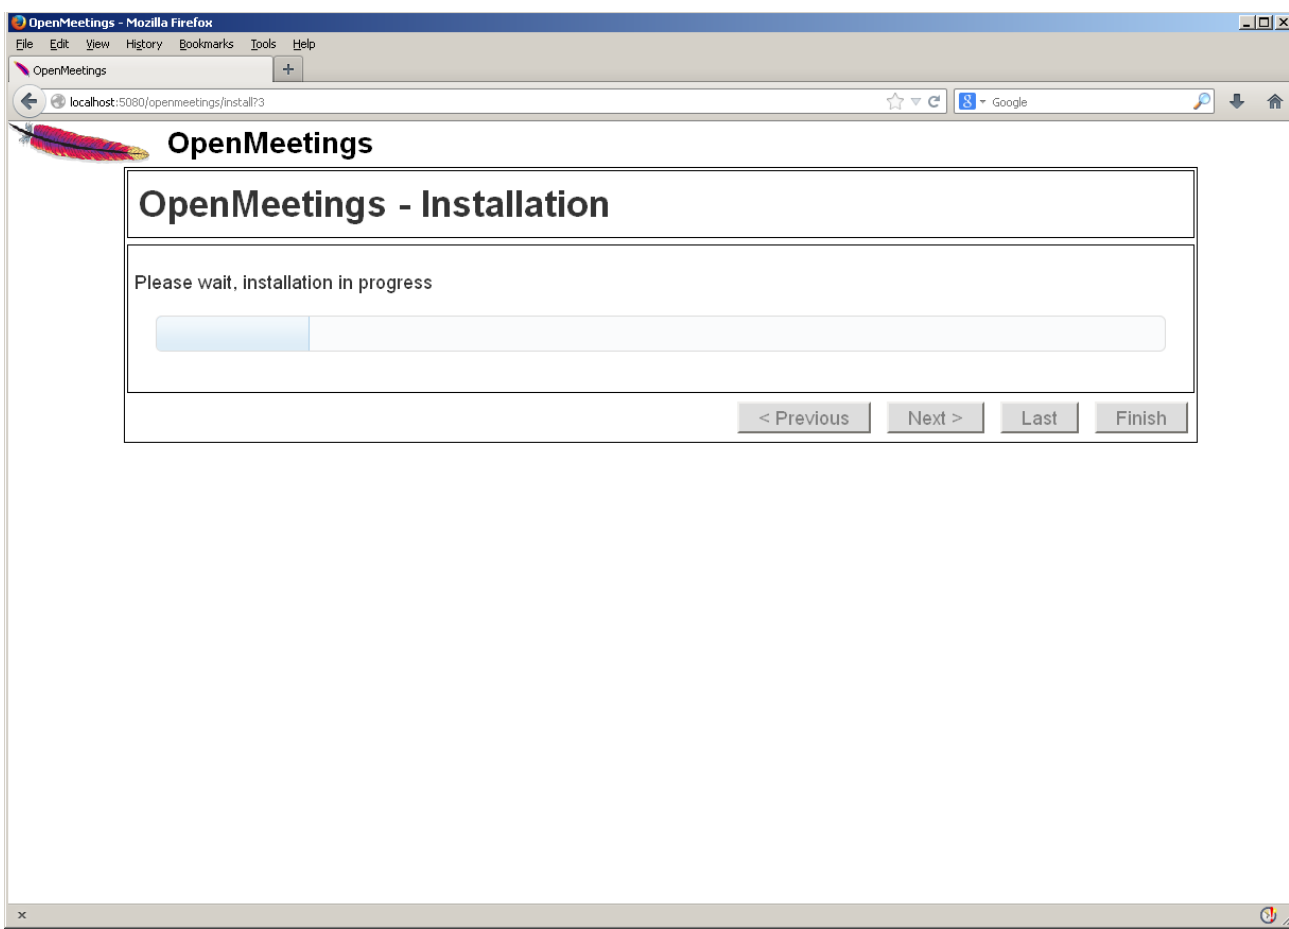 OpenMeetings - Mozilla Firefox
File Edit View History Bookmarks Tools Help
OpenMeetings +
localhost:5080/openmeetings/install?3 8 Google
OpenMeetings
OpenMeetings - Installation
Please wait, installation in progress
< Previous Next > Last Finish